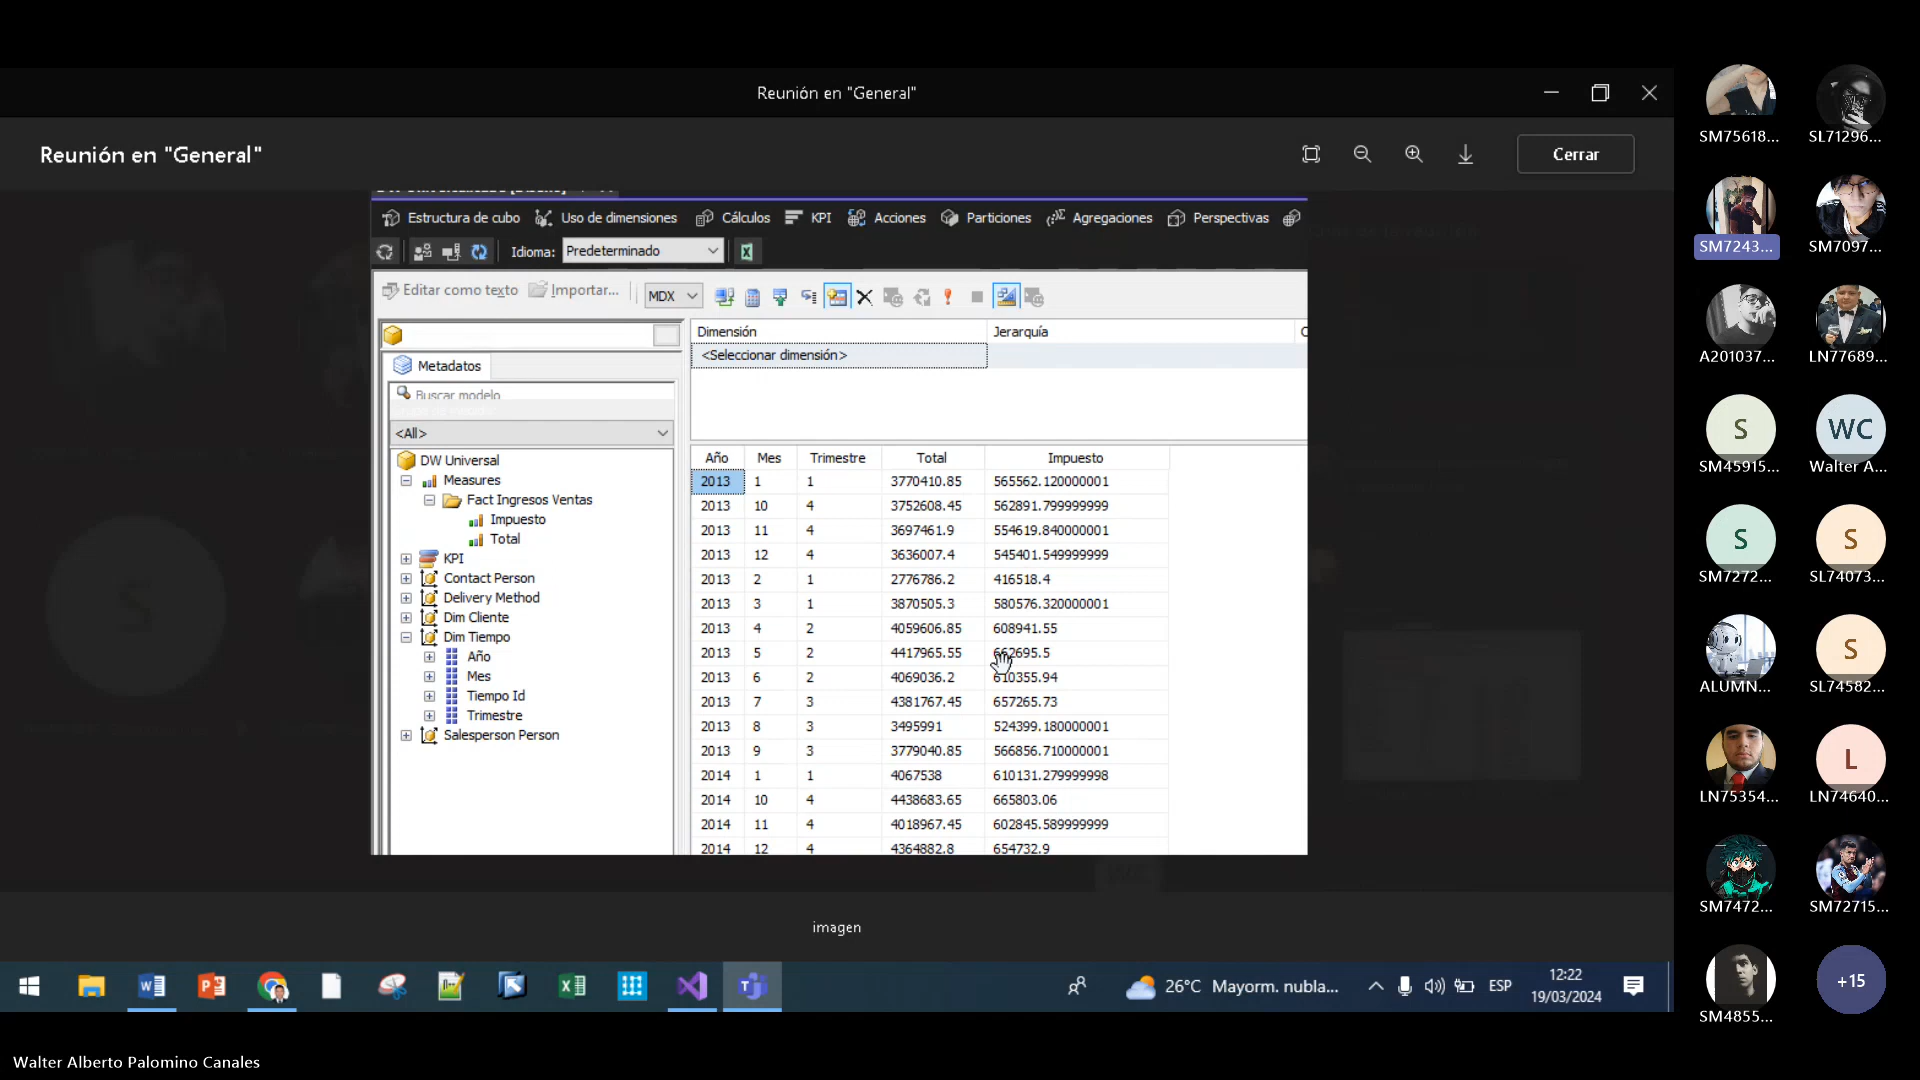 Reunión en "General"
Reunión en "General"
Cerrar
Estructura de cubo Uso de dimensiones Cálculos KPI Acciones Particiones Agregaciones Perspectivas
Idioma: Predeterminado
Editar como texto Importar... MDX
Metadatos
Buscar modelo
<All>
DW Universal
Measures
Fact Ingresos Ventas
Impuesto
Total
KPI
Contact Person
Delivery Method
Dim Cliente
Dim Tiempo
Año
Mes
Tiempo Id
Trimestre
Salesperson Person
Dimensión Jerarquía
<Seleccionar dimensión>
Año Mes Trimestre Total Impuesto
2013 1 1 3770410.85 565562.120000001
2013 10 4 3752608.45 562891.799999999
2013 11 4 3697461.9 554619.840000001
2013 12 4 3636007.4 545401.549999999
2013 2 1 2776786.2 416518.4
2013 3 1 3870505.3 580576.320000001
2013 4 2 4059606.85 608941.55
2013 5 2 4417965.55 662695.5
2013 6 2 4069036.2 610355.94
2013 7 3 4381767.45 657265.73
2013 8 3 3495991 524399.180000001
2013 9 3 3779040.85 566856.710000001
2014 1 1 4067538 610131.279999998
2014 10 4 4438683.65 665803.06
2014 11 4 4018967.45 602845.589999999
2014 12 4 4364882.8 654732.9
imagen
26°C Mayorm. nubla...
ESP
12:22
19/03/2024
Walter Alberto Palomino Canales
SM75618... SL71296...
SM7243... SM7097...
A201037... LN77689...
S WC
SM45915... Walter A...
S S
SM7272... SL74073...
S
ALUMN... SL74582...
L
LN75354... LN74640...
SM7472... SM72715...
+15
SM4855...